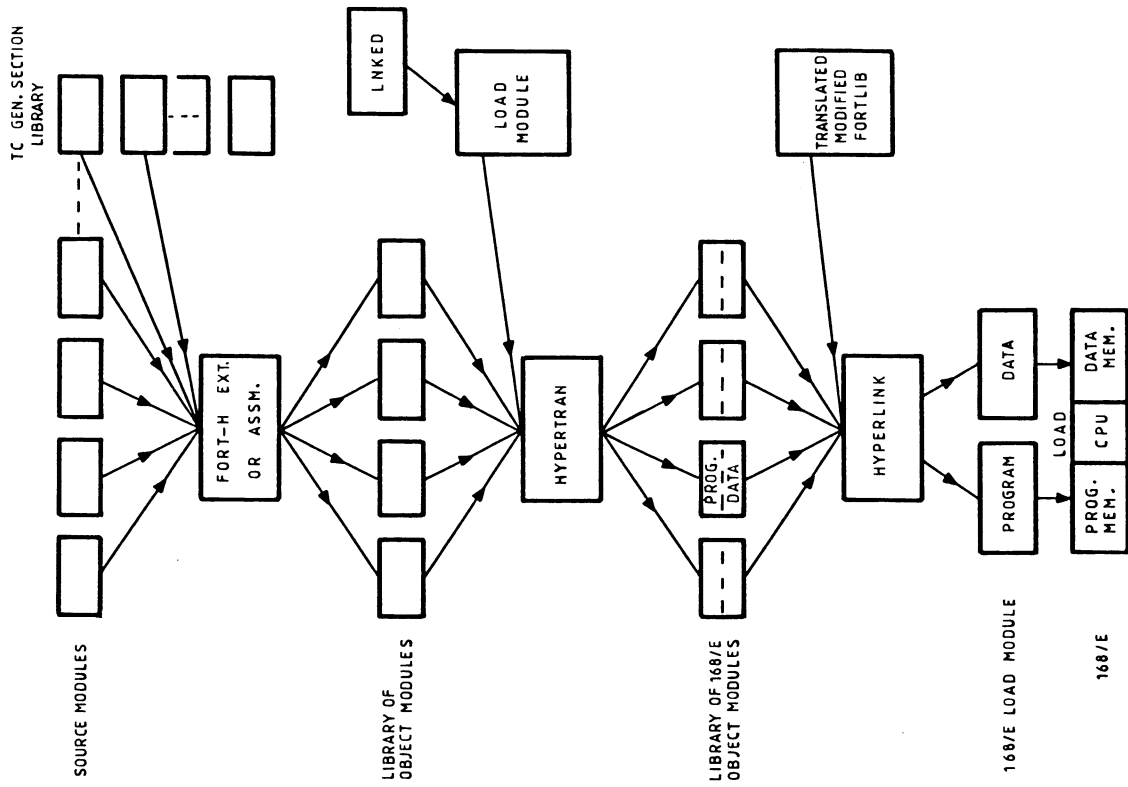 TC GEN. SECTION
LIBRARY
SOURCE MODULES
FORT-H EXT.
OR ASSM.
LNKED
LOAD
MODULE
LIBRARY OF
OBJECT MODULES
HYPERTRAN
TRANSLATED
MODIFIED
FORTLIB
LIBRARY OF 168/E
OBJECT MODULES
PROG.
DATA
HYPERLINK
168/E LOAD MODULE
PROGRAM
DATA
LOAD
168/E
PROG.
MEM.
CPU
DATA
MEM.